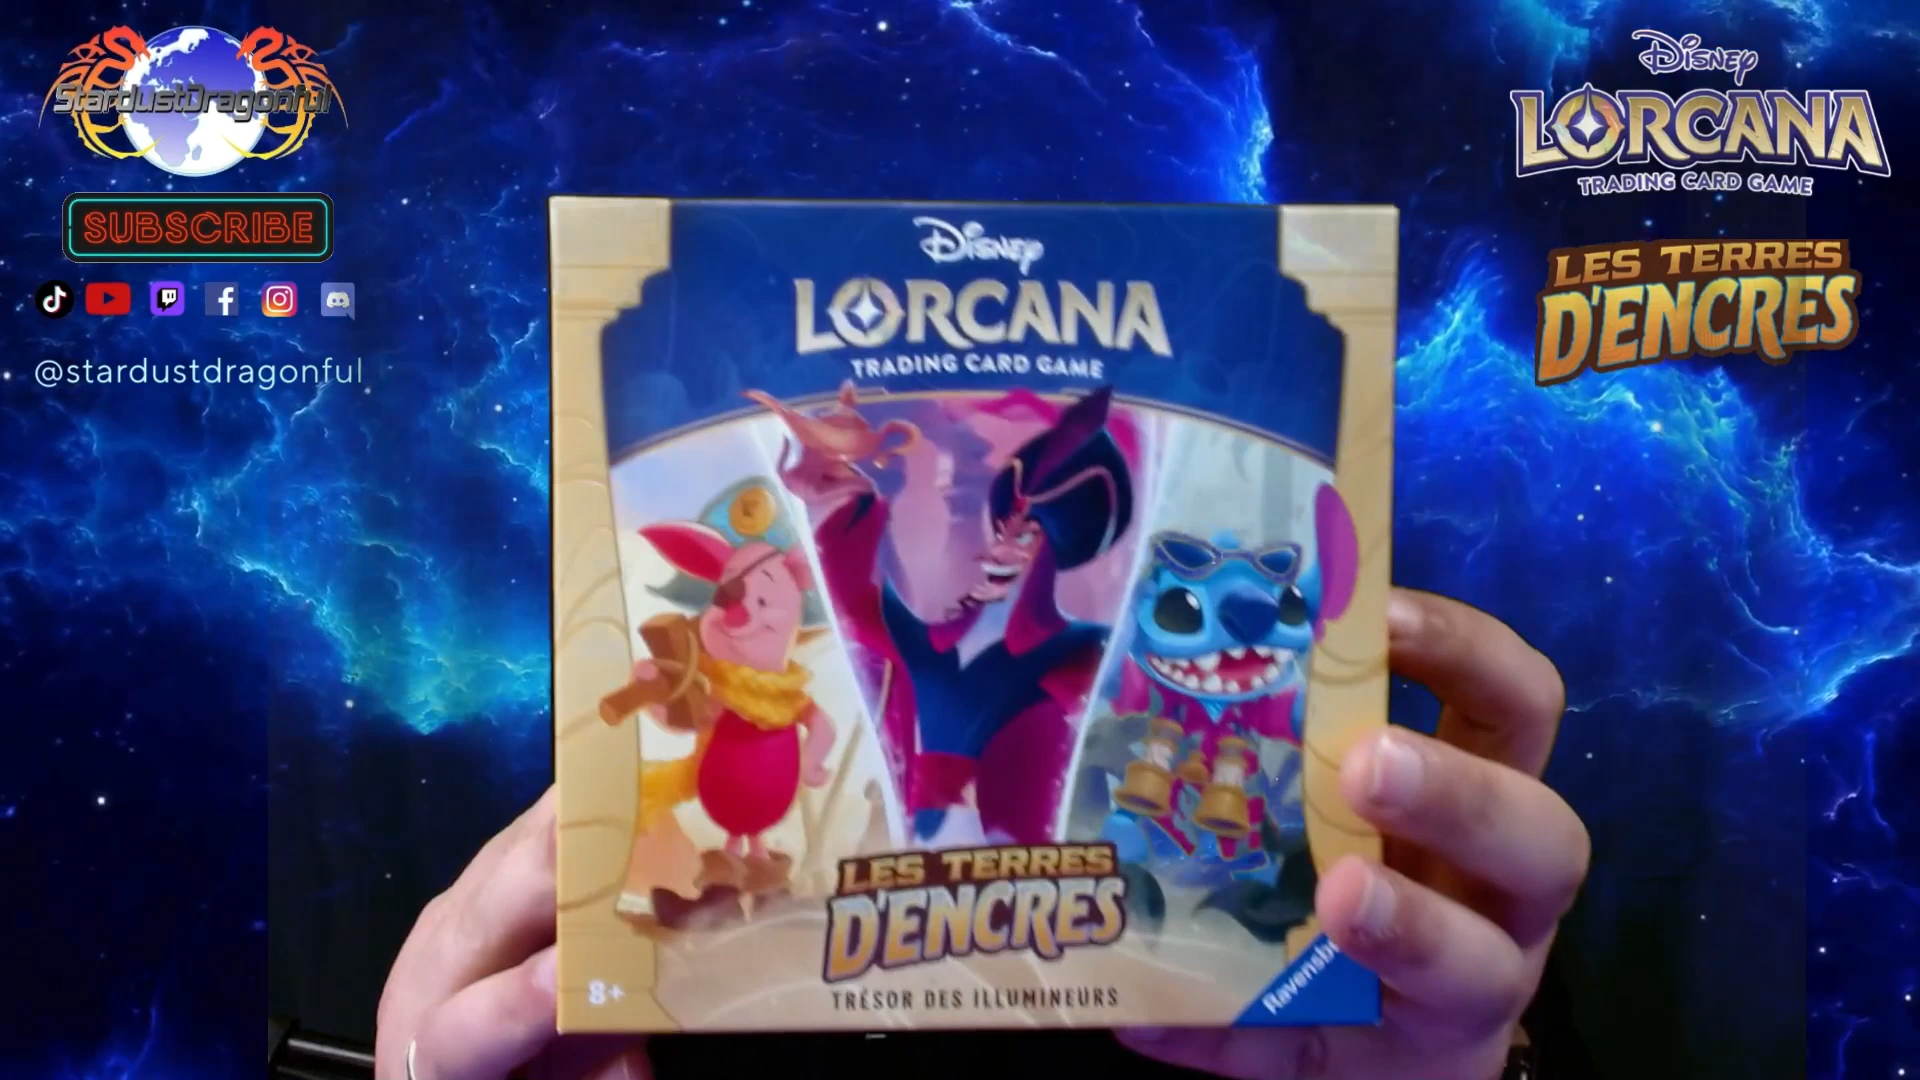 StardustDragonful
SUBSCRIBE
@stardustdragonful
Disney
LORCANA
TRADING CARD GAME
LES TERRES
D'ENCRES
Disney
LORCANA
TRADING CARD GAME
LES TERRES
D'ENCRES
TRÉSOR DES ILLUMINEURS
8+